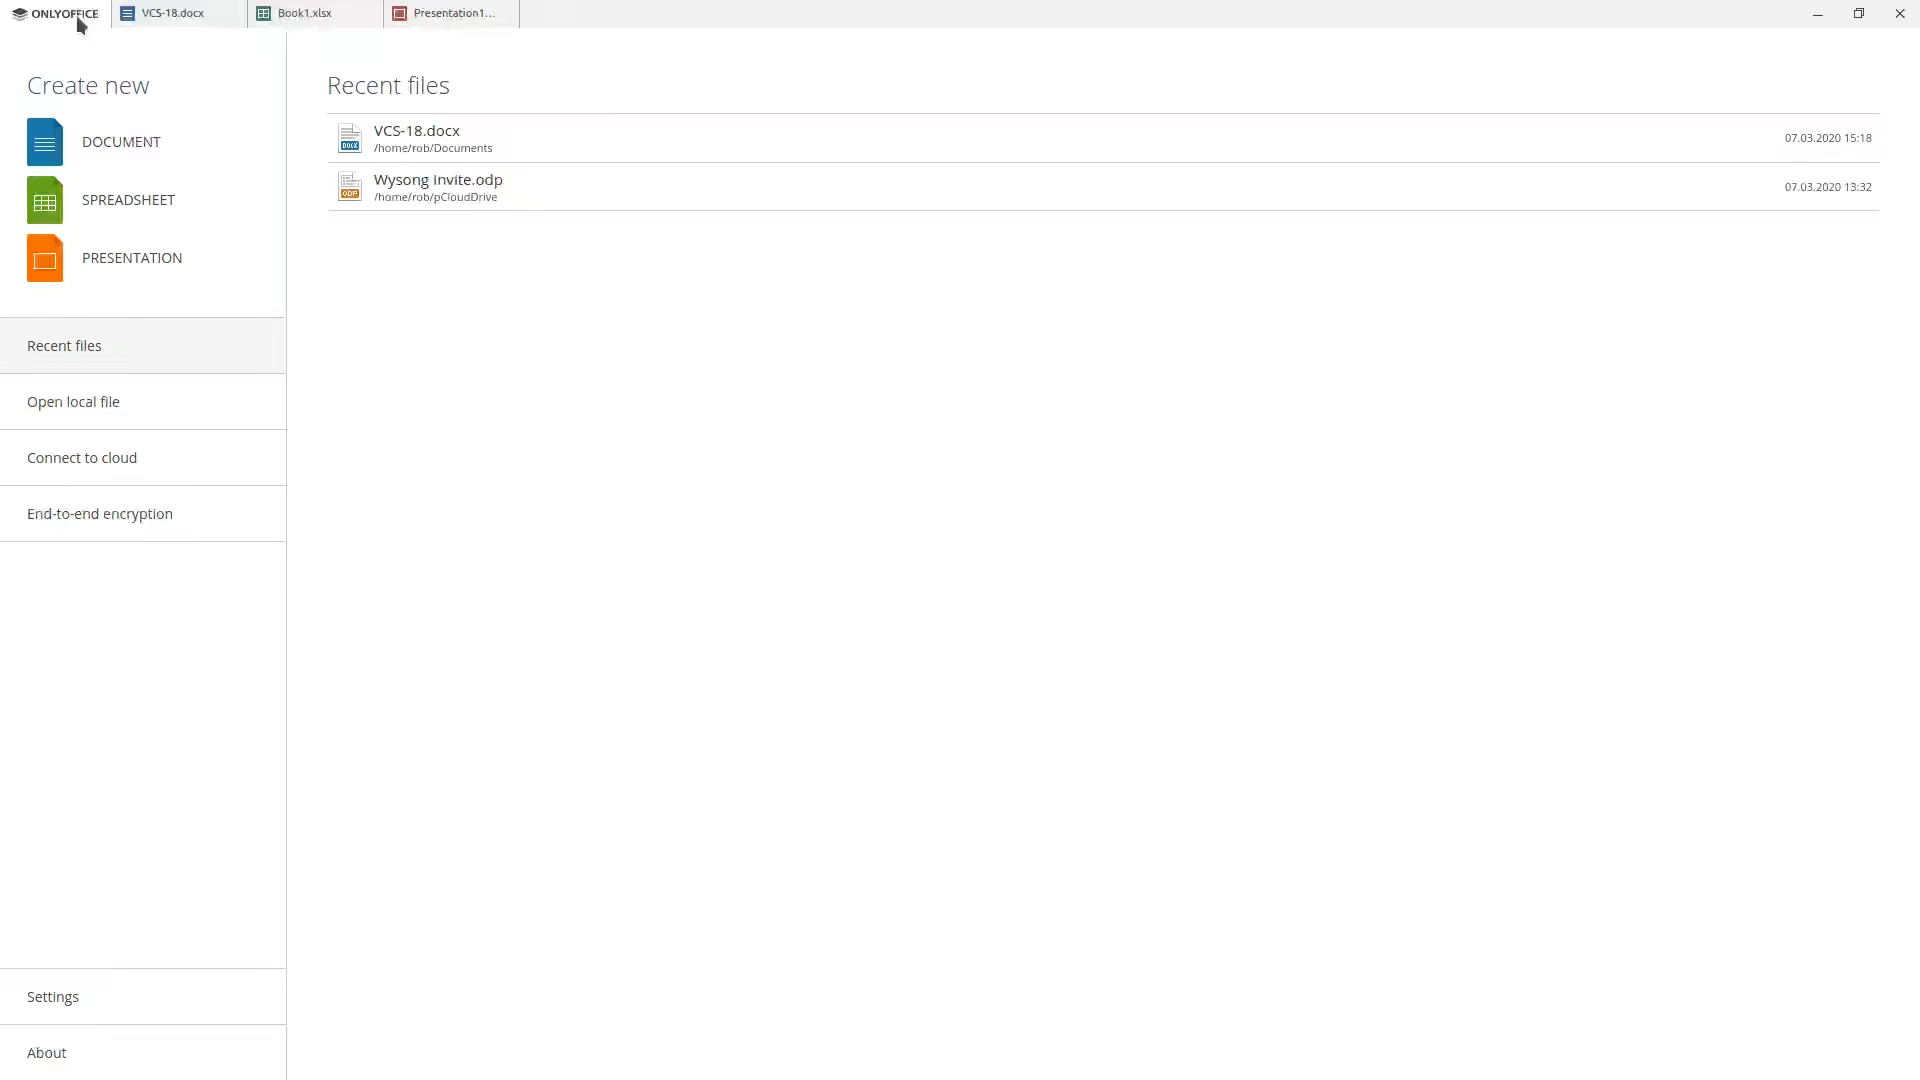 ONLYOFFICE
VCS-18.docx
Book1.xlsx
Presentation1...
Create new
DOCUMENT
SPREADSHEET
PRESENTATION
Recent files
Open local file
Connect to cloud
End-to-end encryption
Settings
About
Recent files
DOCX
VCS-18.docx
/home/rob/Documents
07.03.2020 15:18
ODP
Wysong Invite.odp
/home/rob/pCloudDrive
07.03.2020 13:32